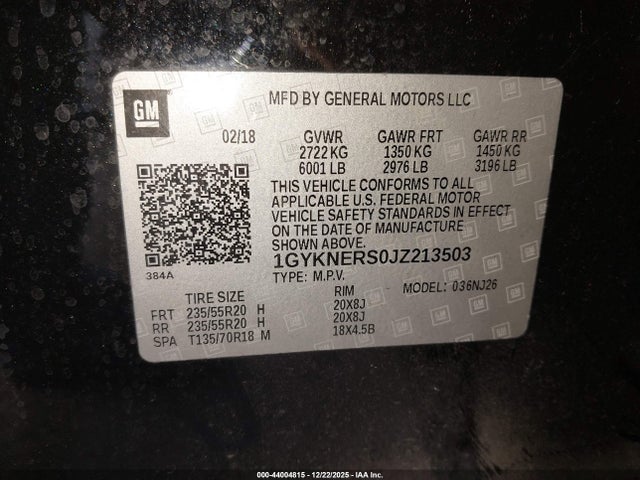 GM
MFD BY GENERAL MOTORS LLC
02/18 GVWR GAWR FRT GAWR RR
2722 KG 1350 KG 1450 KG
6001 LB 2976 LB 3196 LB
THIS VEHICLE CONFORMS TO ALL
APPLICABLE U.S. FEDERAL MOTOR
VEHICLE SAFETY STANDARDS IN EFFECT
ON THE DATE OF MANUFACTURE
SHOWN ABOVE.
384A
1GYKNERS0JZ213503
TYPE: M.P.V. MODEL: 036NJ26
TIRE SIZE RIM
FRT 235/55R20 H 20X8J
RR 235/55R20 H 20X8J
SPA T135/70R18 M 18X4.5B
000-44004815 - 12/22/2025 - IAA Inc.